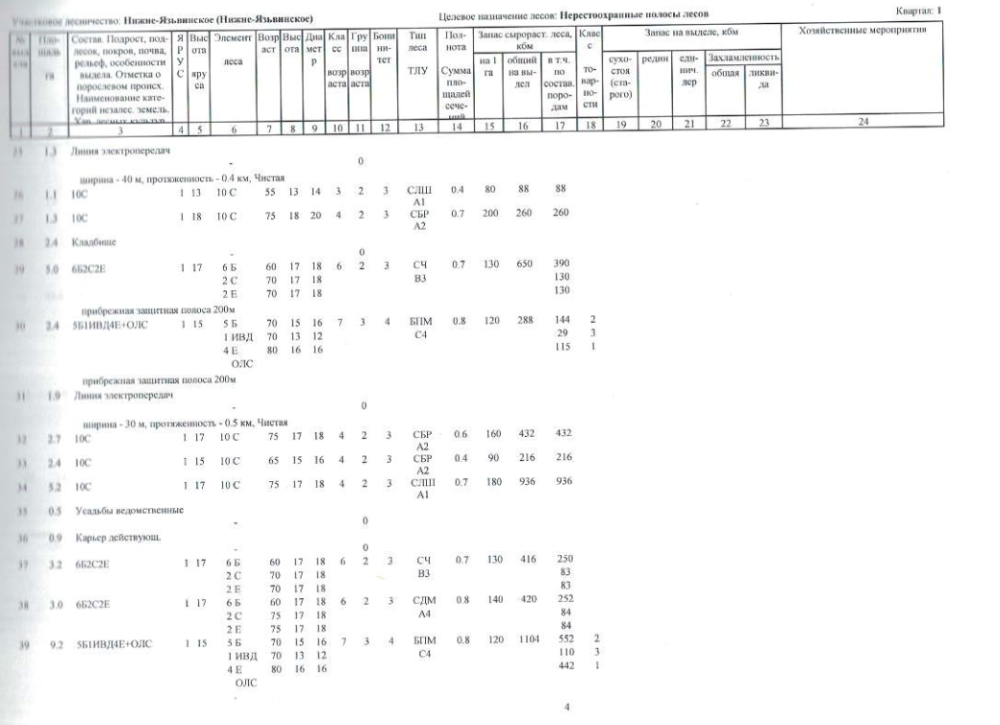 Участковое лесничество: Нижне-Язьвинское (Нижне-Язьвинское) Целевое назначение лесов: Нерестоохранные полосы лесов Квартал: 1
№ выдела | Площадь га | Состав. Подрост, подлесок, покров, почва, рельеф, особенности выдела. Отметка о порослевом происх. Наименование категорий незалес. земель. | ЯРУС | Высота яруса | Элемент леса | Возраст | Высота | Диаметр | Класс возраста | Группа возраста | Бонитет | Тип леса ТЛУ | Полнота Сумма площадей сечений | Запас сырораст. леса, кбм: на 1 га | общий на выдел | в т.ч. по состав. породам | Класс товарности | Запас на выделе, кбм: сухостоя (старого) | редин | единич. дер | Захламленность общая | ликвида | Хозяйственные мероприятия
1 2 3 4 5 6 7 8 9 10 11 12 13 14 15 16 17 18 19 20 21 22 23 24
25 1.3 Линия электропередач
- 0
ширина - 40 м, протяженность - 0.4 км, Чистая
26 1.1 10С 1 13 10 С 55 13 14 3 2 3 СЛШ 0.4 80 88 88
А1
27 1.3 10С 1 18 10 С 75 18 20 4 2 3 СБР 0.7 200 260 260
А2
28 2.4 Кладбище
- 0
29 5.0 6Б2С2Е 1 17 6 Б 60 17 18 6 2 3 СЧ 0.7 130 650 390
2 С 70 17 18 В3 130
2 Е 70 17 18 130
прибрежная защитная полоса 200м
30 2.4 5Б1ИВД4Е+ОЛС 1 15 5 Б 70 15 16 7 3 4 БПМ 0.8 120 288 144 2
1 ИВД 70 13 12 С4 29 3
4 Е 80 16 16 115 1
ОЛС
прибрежная защитная полоса 200м
31 1.9 Линия электропередач
- 0
ширина - 30 м, протяженность - 0.5 км, Чистая
32 2.7 10С 1 17 10 С 75 17 18 4 2 3 СБР 0.6 160 432 432
А2
33 2.4 10С 1 15 10 С 65 15 16 4 2 3 СБР 0.4 90 216 216
А2
34 5.2 10С 1 17 10 С 75 17 18 4 2 3 СЛШ 0.7 180 936 936
А1
35 0.5 Усадьбы ведомственные
- 0
36 0.9 Карьер действующ.
- 0
37 3.2 6Б2С2Е 1 17 6 Б 60 17 18 6 2 3 СЧ 0.7 130 416 250
2 С 70 17 18 В3 83
2 Е 70 17 18 83
38 3.0 6Б2С2Е 1 17 6 Б 60 17 18 6 2 3 СДМ 0.8 140 420 252
2 С 75 17 18 А4 84
2 Е 75 17 18 84
39 9.2 5Б1ИВД4Е+ОЛС 1 15 5 Б 70 15 16 7 3 4 БПМ 0.8 120 1104 552 2
1 ИВД 70 13 12 С4 110 3
4 Е 80 16 16 442 1
ОЛС
-
4